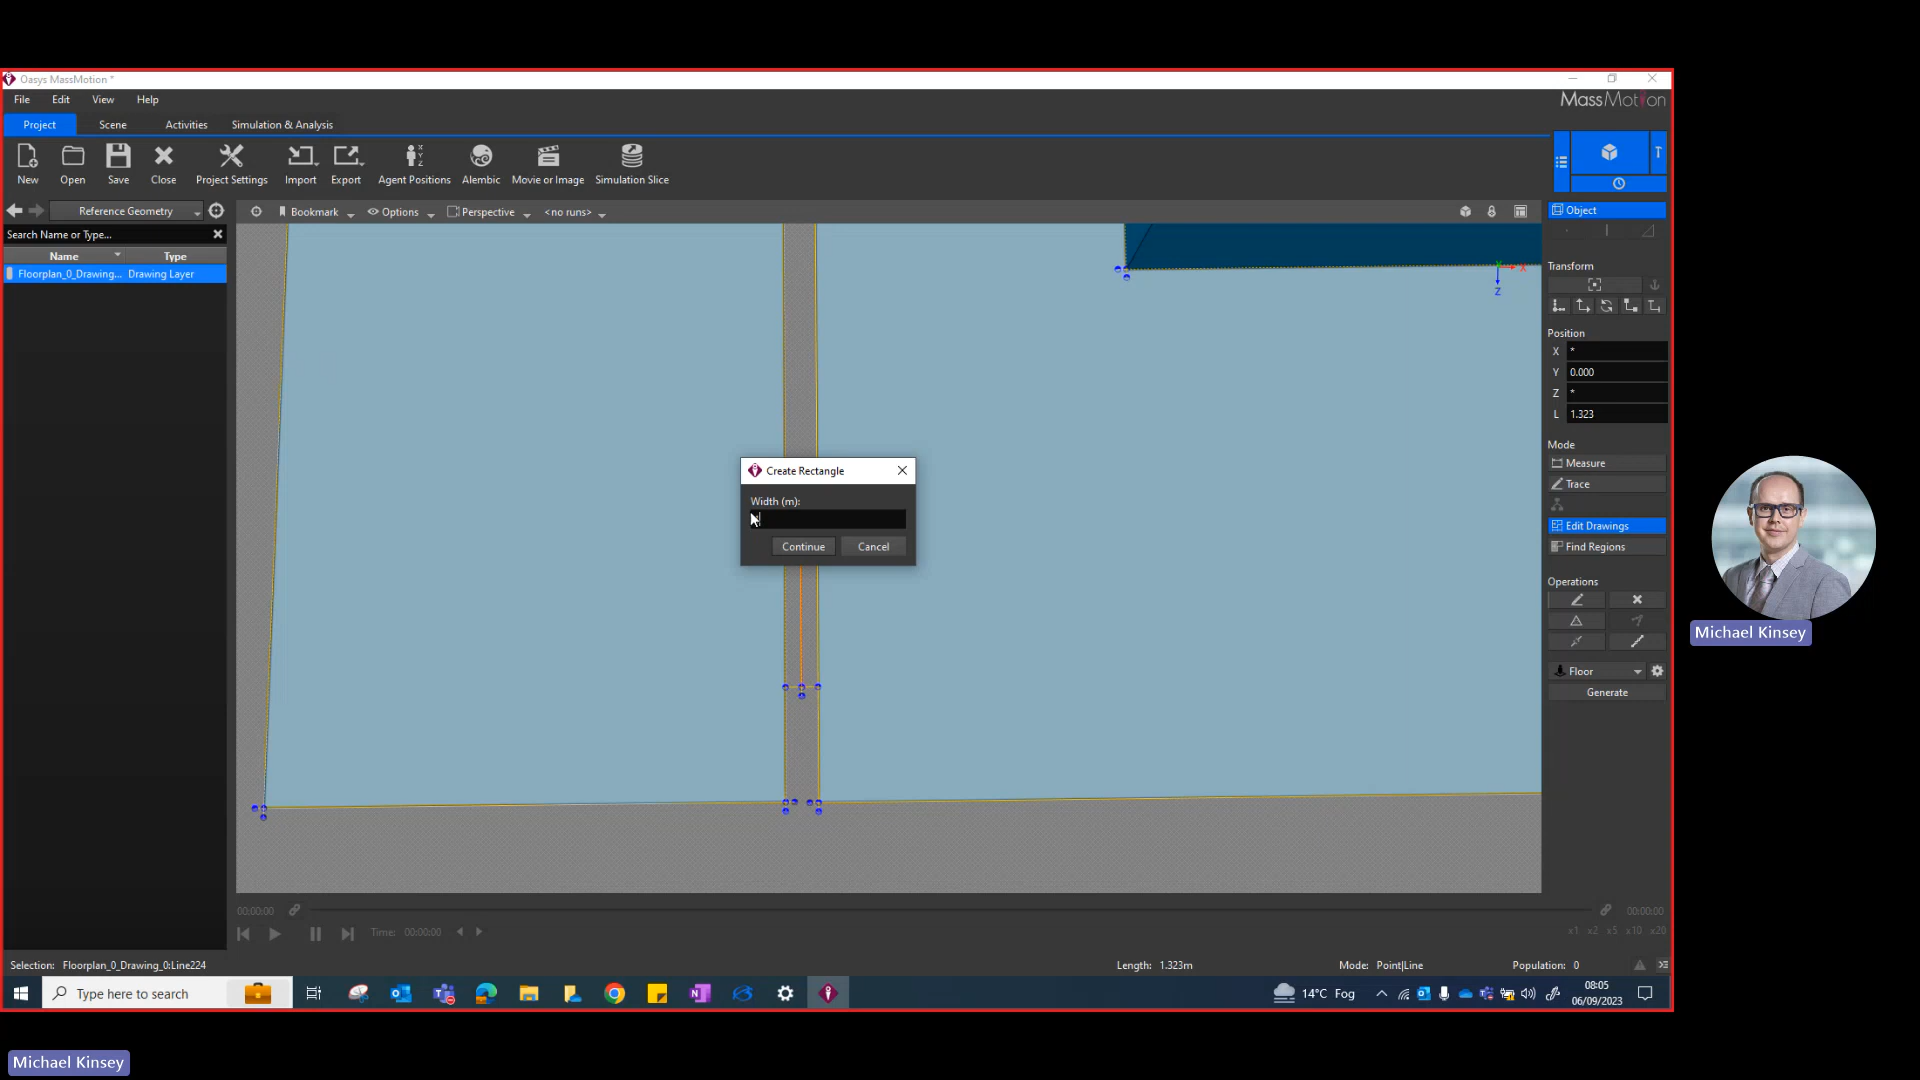 Oasys MassMotion *
File Edit View Help
MassMotion
Project Scene Activities Simulation & Analysis
New Open Save Close Project Settings Import Export Agent Positions Alembic Movie or Image Simulation Slice
Reference Geometry
Bookmark Options Perspective <no runs>
Object
Search Name or Type...
Name Type
Floorplan_0_Drawing... Drawing Layer
X
Z
Transform
Position
X *
Y 0.000
Z *
L 1.323
Mode
Measure
Trace
Edit Drawings
Find Regions
Operations
Floor
Generate
Create Rectangle
Width (m):
Continue Cancel
Michael Kinsey
00:00:00 00:00:00
Time: 00:00:00 x1 x2 x5 x10 x20
Selection: Floorplan_0_Drawing_0:Line224 Length: 1.323m Mode: Point|Line Population: 0
Type here to search
14°C Fog
08:05
06/09/2023
Michael Kinsey